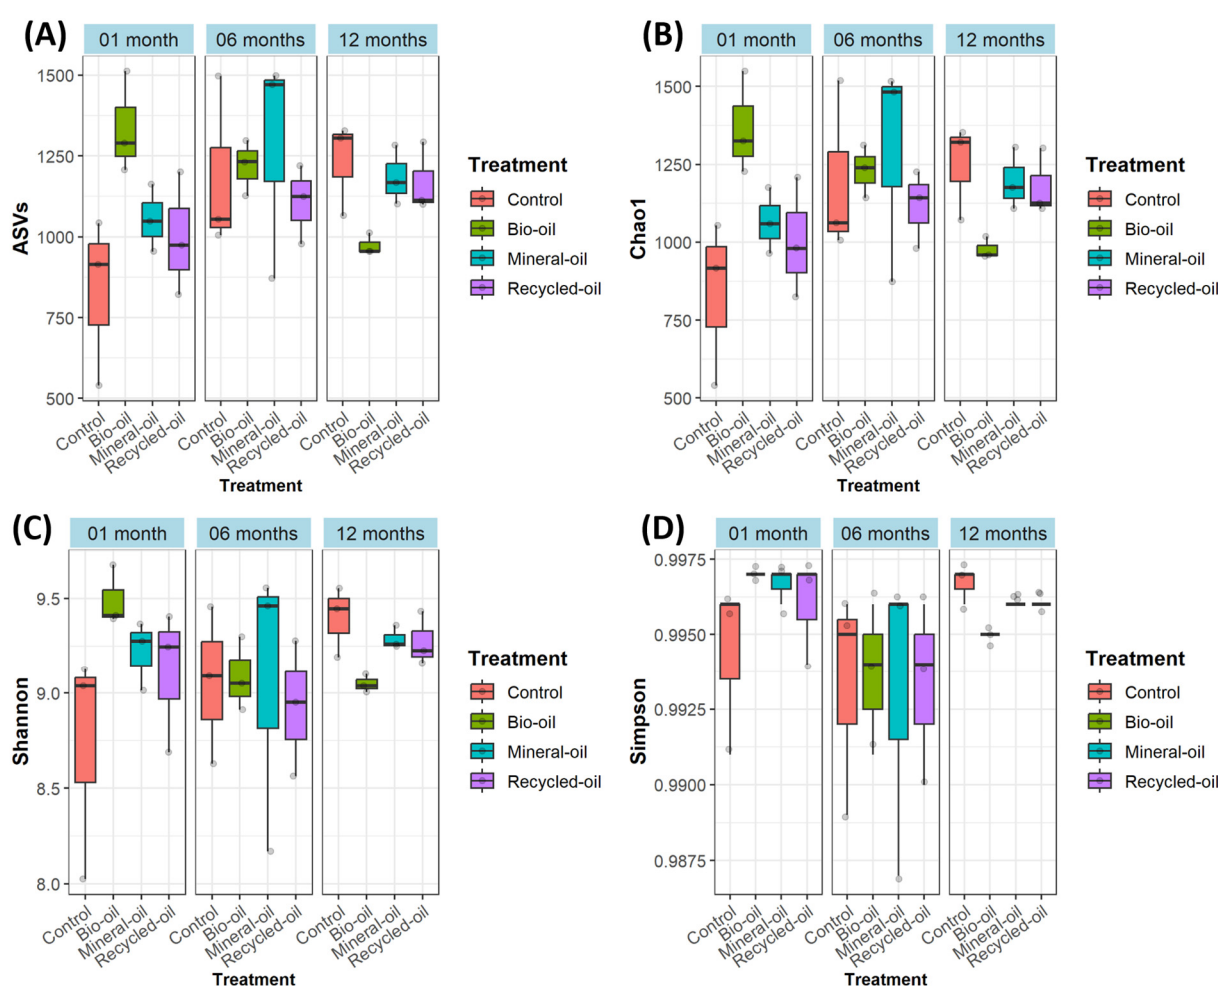 (A)
01 month 06 months 12 months
1500
1250
1000
750
500
ASVs
Control Bio-oil Mineral-oil Recycled-oil Control Bio-oil Mineral-oil Recycled-oil Control Bio-oil Mineral-oil Recycled-oil
Treatment
Treatment
Control
Bio-oil
Mineral-oil
Recycled-oil
(B)
01 month 06 months 12 months
1500
1250
1000
750
500
Chao1
Control Bio-oil Mineral-oil Recycled-oil Control Bio-oil Mineral-oil Recycled-oil Control Bio-oil Mineral-oil Recycled-oil
Treatment
Treatment
Control
Bio-oil
Mineral-oil
Recycled-oil
(C)
01 month 06 months 12 months
9.5
9.0
8.5
8.0
Shannon
Control Bio-oil Mineral-oil Recycled-oil Control Bio-oil Mineral-oil Recycled-oil Control Bio-oil Mineral-oil Recycled-oil
Treatment
Treatment
Control
Bio-oil
Mineral-oil
Recycled-oil
(D)
01 month 06 months 12 months
0.9975
0.9950
0.9925
0.9900
0.9875
Simpson
Control Bio-oil Mineral-oil Recycled-oil Control Bio-oil Mineral-oil Recycled-oil Control Bio-oil Mineral-oil Recycled-oil
Treatment
Treatment
Control
Bio-oil
Mineral-oil
Recycled-oil